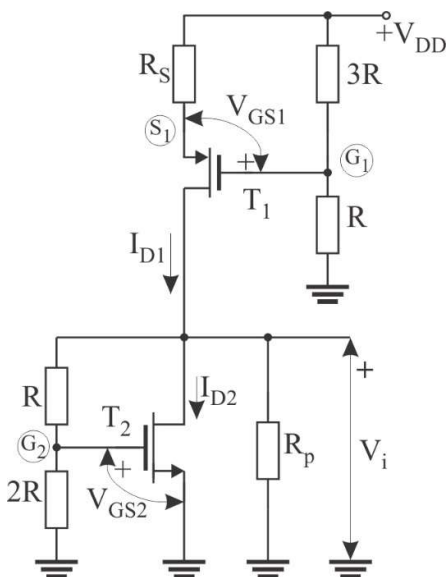 +V_DD
R_S
3R
V_GS1
S_1
+
G_1
T_1
R
I_D1
+
R
I_D2
T_2
G_2
+
R_p
V_i
2R
V_GS2